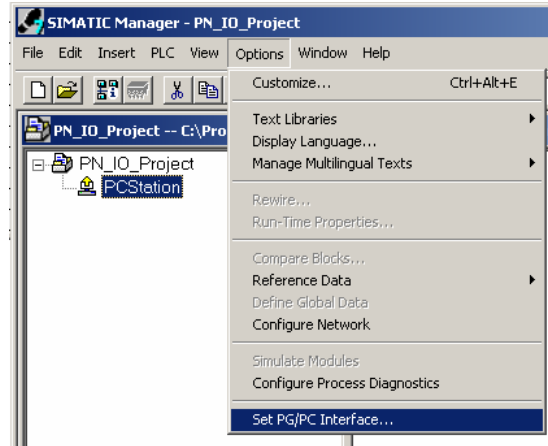 SIMATIC Manager - PN_IO_Project
File Edit Insert PLC View Options Window Help
Customize... Ctrl+Alt+E
PN_IO_Project -- C:\Pro
Text Libraries
Display Language...
Manage Multilingual Texts
PN_IO_Project
PCStation
Rewire...
Run-Time Properties...
Compare Blocks...
Reference Data
Define Global Data
Configure Network
Simulate Modules
Configure Process Diagnostics
Set PG/PC Interface...